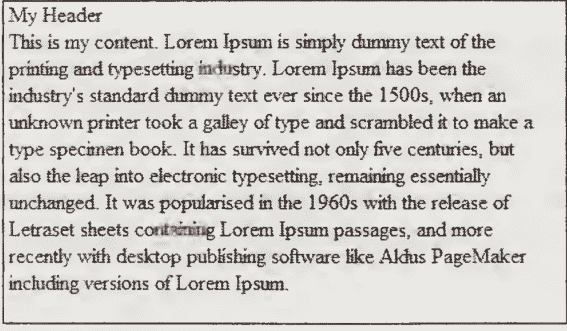 My Header
This is my content. Lorem Ipsum is simply dummy text of the
printing and typesetting industry. Lorem Ipsum has been the
industry's standard dummy text ever since the 1500s, when an
unknown printer took a galley of type and scrambled it to make a
type specimen book. It has survived not only five centuries, but
also the leap into electronic typesetting, remaining essentially
unchanged. It was popularised in the 1960s with the release of
Letraset sheets containing Lorem Ipsum passages, and more
recently with desktop publishing software like Aldus PageMaker
including versions of Lorem Ipsum.